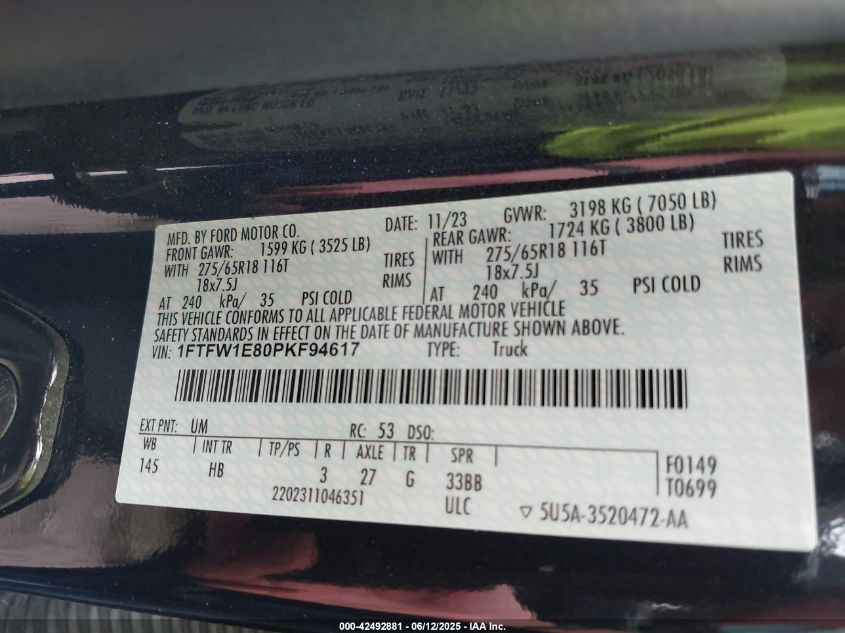 MFD. BY FORD MOTOR CO. DATE: 11/23 GVWR: 3198 KG ( 7050 LB)
FRONT GAWR: 1599 KG ( 3525 LB) REAR GAWR: 1724 KG ( 3800 LB)
WITH 275/65R18 116T TIRES WITH 275/65R18 116T TIRES
18x7.5J RIMS 18x7.5J RIMS
AT 240 kPa/ 35 PSI COLD AT 240 kPa/ 35 PSI COLD
THIS VEHICLE CONFORMS TO ALL APPLICABLE FEDERAL MOTOR VEHICLE
SAFETY STANDARDS IN EFFECT ON THE DATE OF MANUFACTURE SHOWN ABOVE.
VIN: 1FTFW1E80PKF94617 TYPE: Truck
EXT PNT: UM RC: 53 DSO:
WB INT TR TP/PS R AXLE TR SPR
145 HB 3 27 G 33BB F0149
2202311046351 ULC T0699
▽ 5U5A-3520472-AA
000-42492881 - 06/12/2025 - IAA Inc.